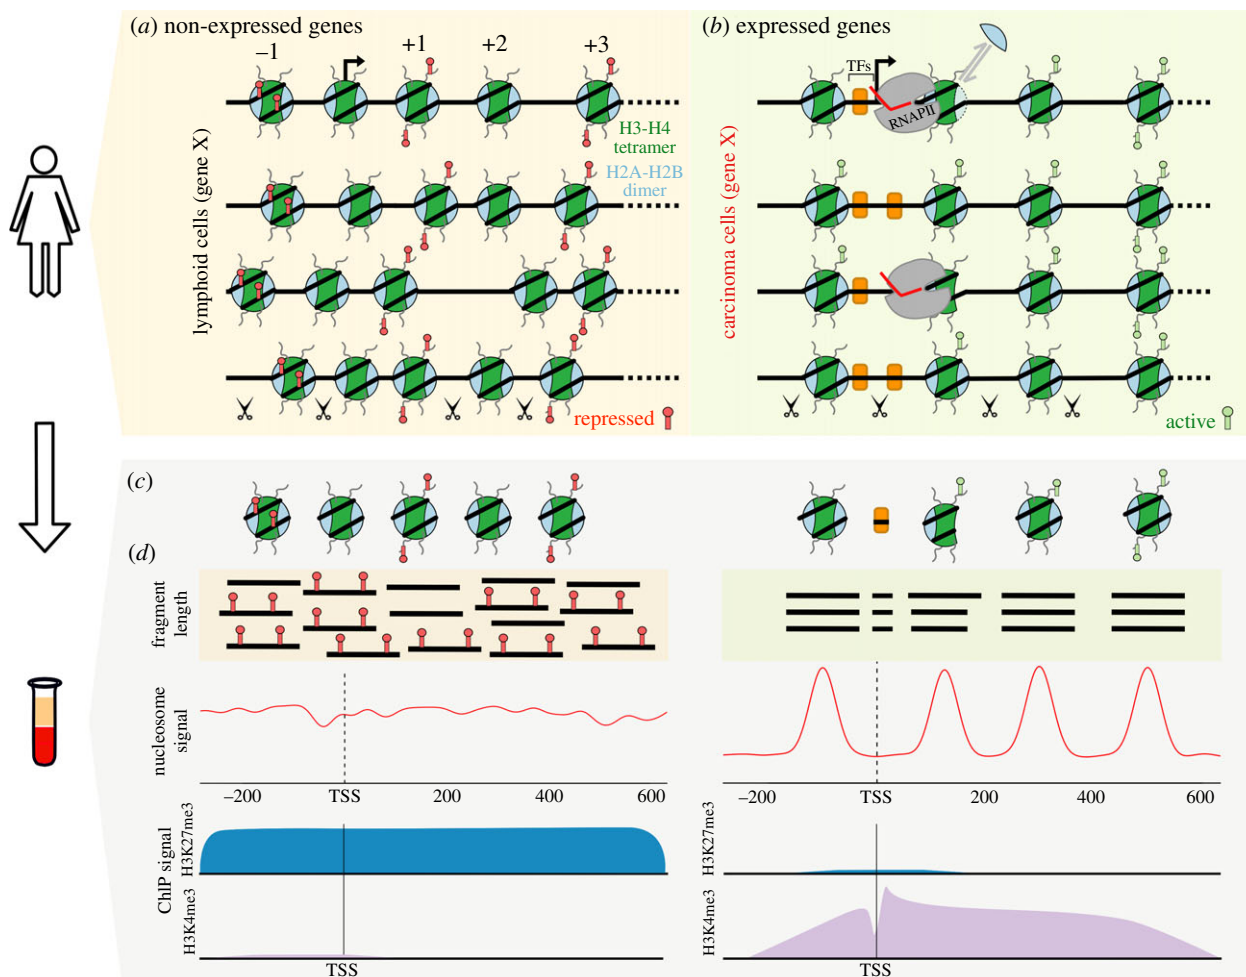 (a) non-expressed genes
–1
+1
+2
+3
H3-H4
tetramer
H2A-H2B
dimer
lymphoid cells (gene X)
repressed
(b) expressed genes
TFs
RNAPII
carcinoma cells (gene X)
active
(c)
(d)
fragment
length
nucleosome
signal
–200
TSS
200
400
600
–200
TSS
200
400
600
ChIP signal
H3K27me3
H3K4me3
TSS
H3K27me3
H3K4me3
TSS